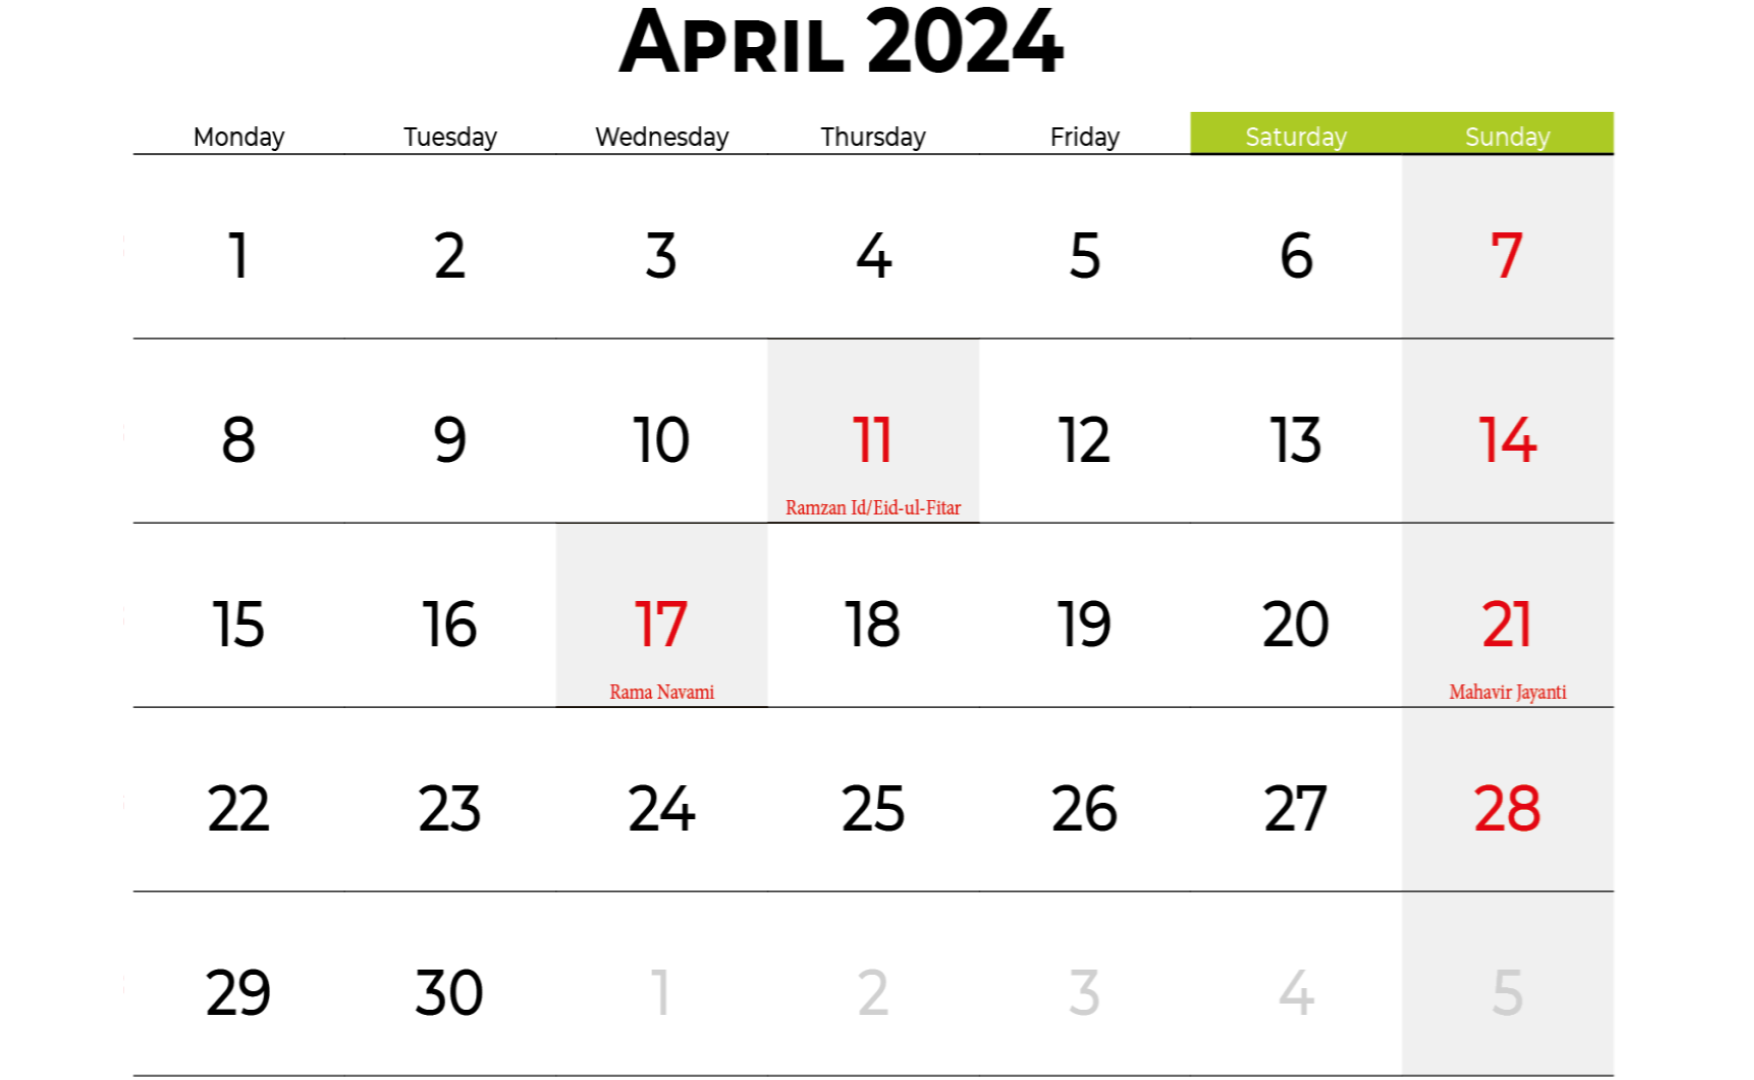 APRIL 2024
Monday Tuesday Wednesday Thursday Friday Saturday Sunday
1 2 3 4 5 6 7
8 9 10 11 12 13 14
Ramzan Id/Eid-ul-Fitar
15 16 17 18 19 20 21
Rama Navami Mahavir Jayanti
22 23 24 25 26 27 28
29 30 1 2 3 4 5